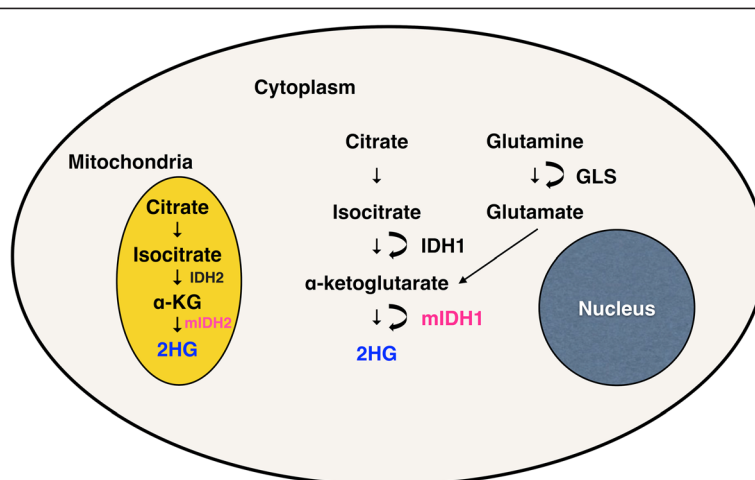 Cytoplasm
Mitochondria
Citrate
↓
Isocitrate
↓ IDH2
α-KG
↓ mIDH2
2HG
Citrate
↓
Isocitrate
↓ IDH1
α-ketoglutarate
↓ mIDH1
2HG
Glutamine
↓ GLS
Glutamate
Nucleus